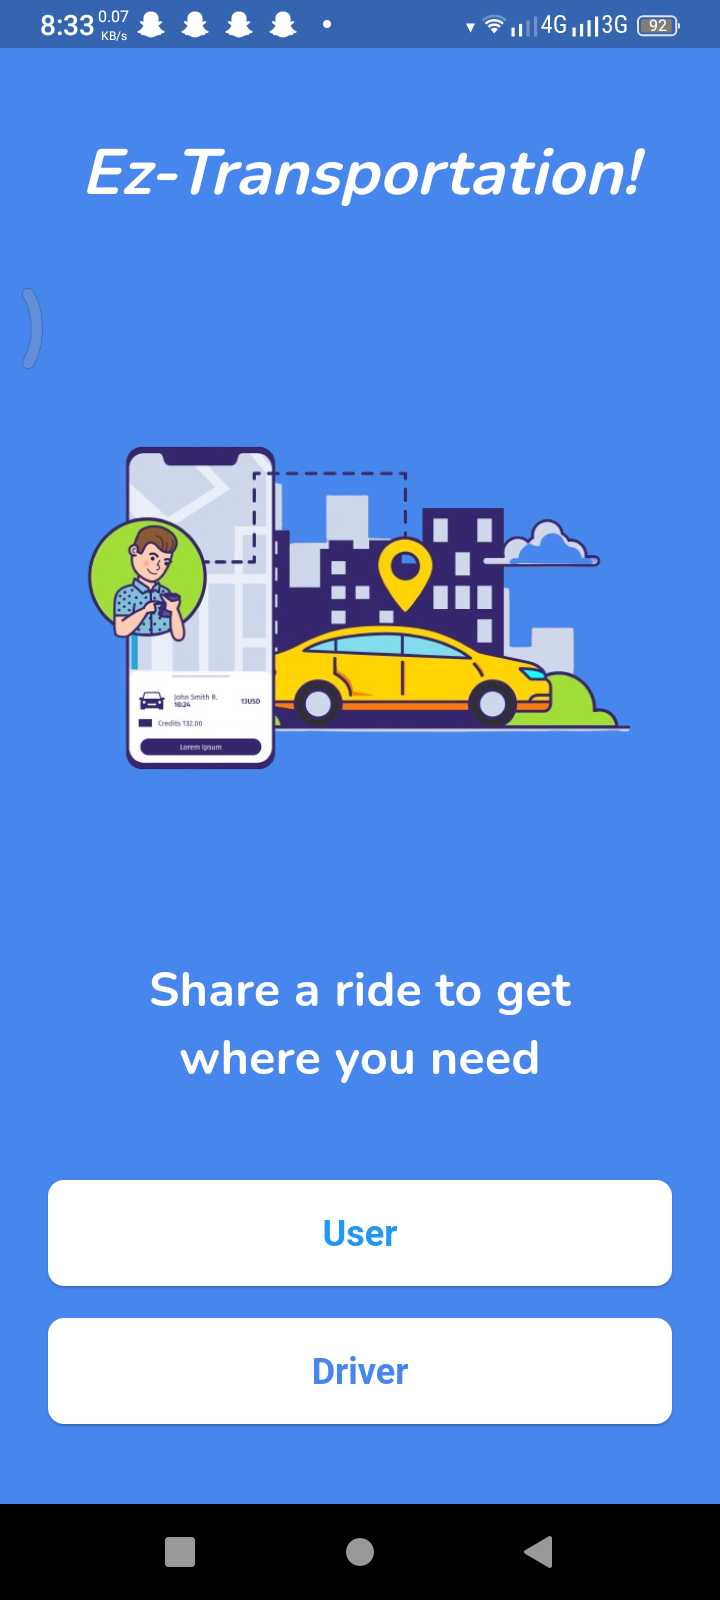 8:33 0.07 KB/s 4G 3G 92
Ez-Transportation!
John Smith R.
10:24 13USD
Credits 132.00
Lorem Ipsum
Share a ride to get
where you need
User
Driver